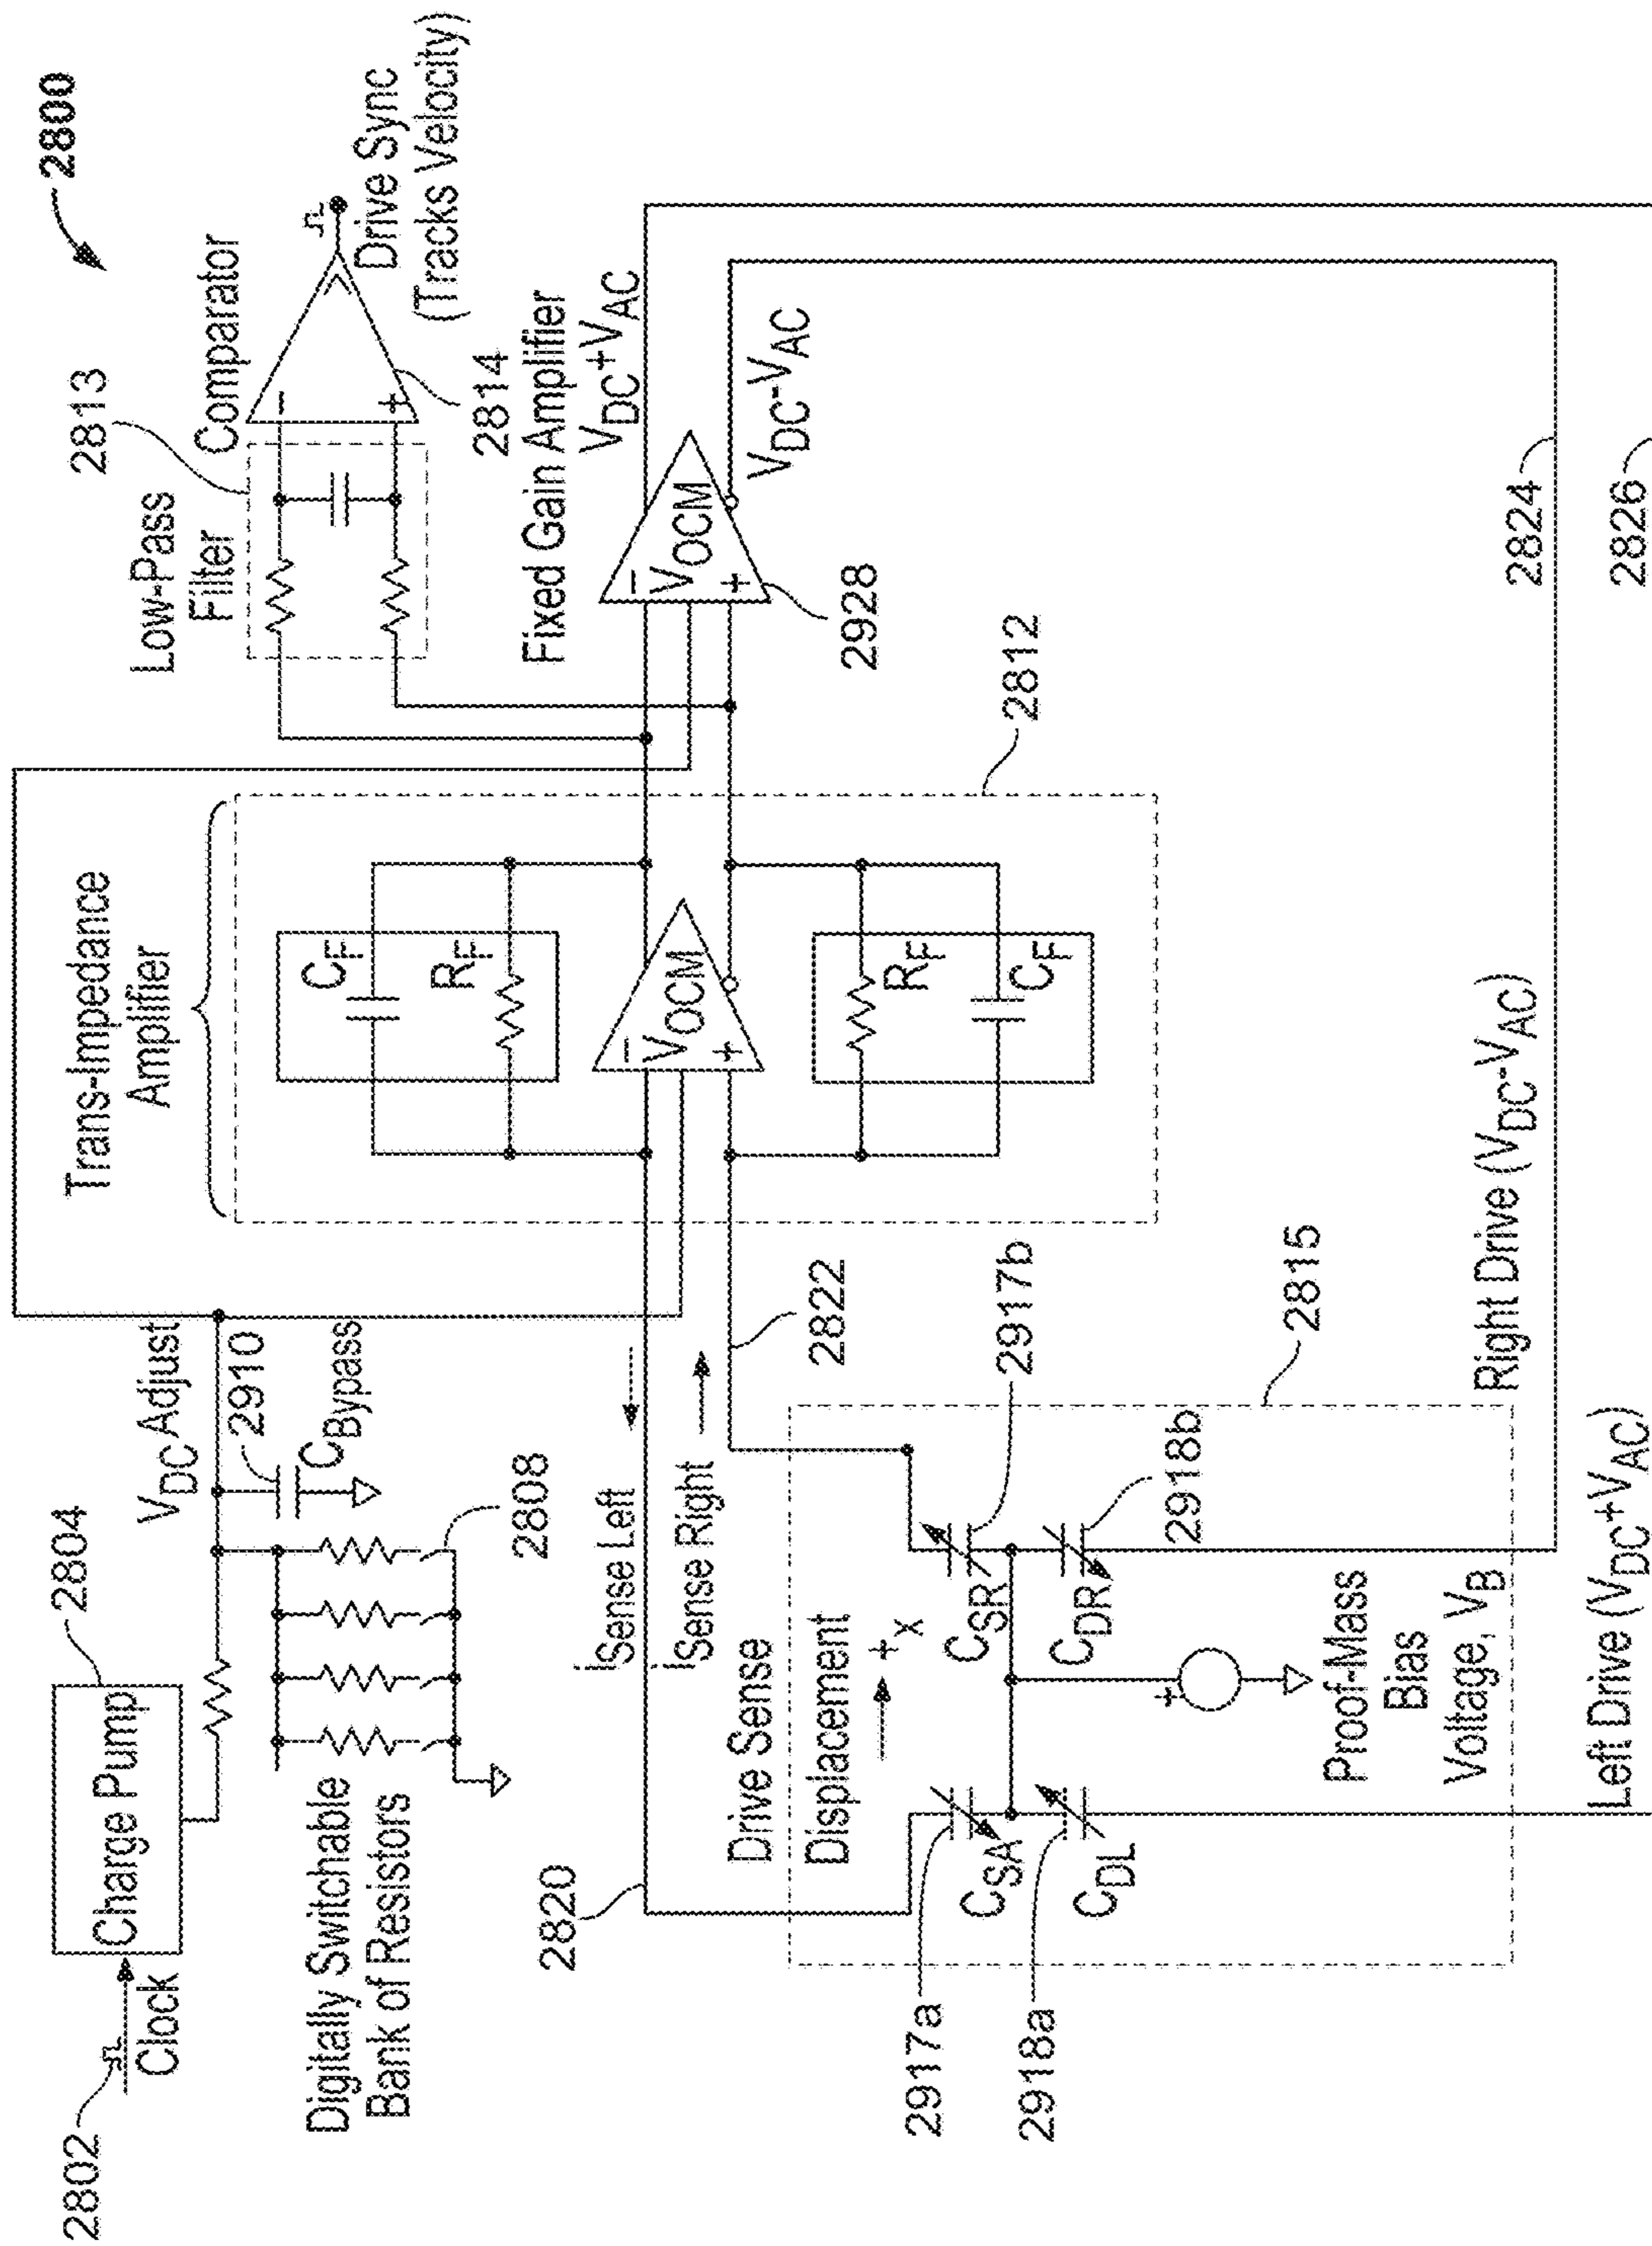 2800
2802
Clock
2804
Charge Pump
VDC Adjust
2910
CBypass
2808
Digitally Switchable
Bank of Resistors
Trans-Impedance
Amplifier
CF
RF
VOCM
−
+
RF
CF
2812
Low-Pass
Filter
2813
Comparator
−
+
2814
Drive Sync
(Tracks Velocity)
Fixed Gain Amplifier
VDC+VAC
−
VOCM
+
VDC-VAC
2928
2820
iSense Left
iSense Right
2822
Drive Sense
Displacement
+x
2917a
CSA
2918a
CDL
CSR
2917b
CDR
2918b
2815
+
Proof-Mass
Bias
Voltage, VB
Right Drive (VDC-VAC)
2824
Left Drive (VDC+VAC)
2826